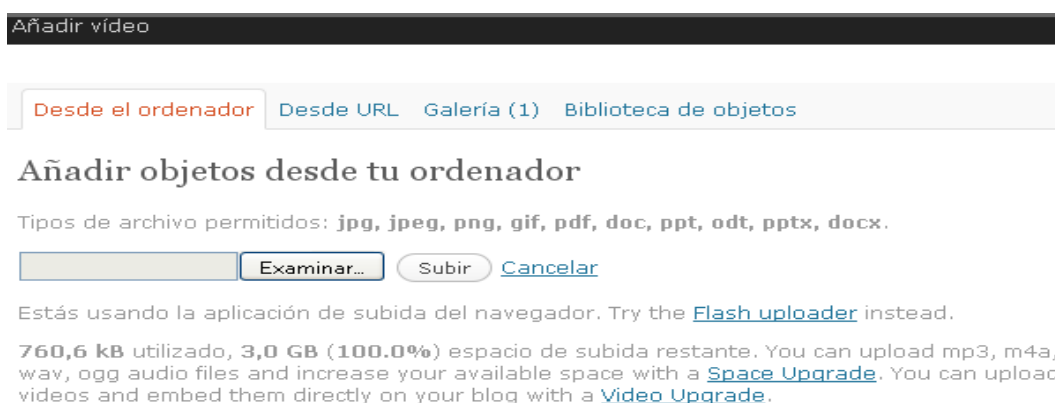 Añadir vídeo
Desde el ordenador Desde URL Galería (1) Biblioteca de objetos
Añadir objetos desde tu ordenador
Tipos de archivo permitidos: jpg, jpeg, png, gif, pdf, doc, ppt, odt, pptx, docx.
Examinar... Subir Cancelar
Estás usando la aplicación de subida del navegador. Try the Flash uploader instead.
760,6 kB utilizado, 3,0 GB (100.0%) espacio de subida restante. You can upload mp3, m4a,
wav, ogg audio files and increase your available space with a Space Upgrade. You can upload
videos and embed them directly on your blog with a Video Upgrade.